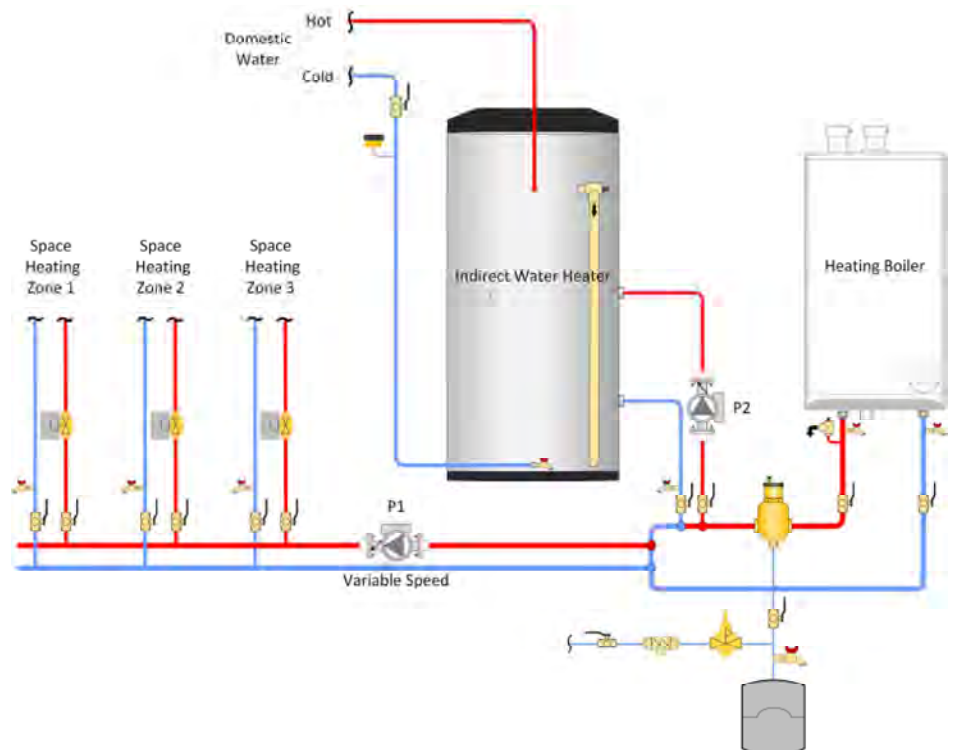 Hot
Domestic
Water
Cold
Space
Heating
Zone 1
Space
Heating
Zone 2
Space
Heating
Zone 3
Indirect Water Heater
Heating Boiler
P2
P1
Variable Speed